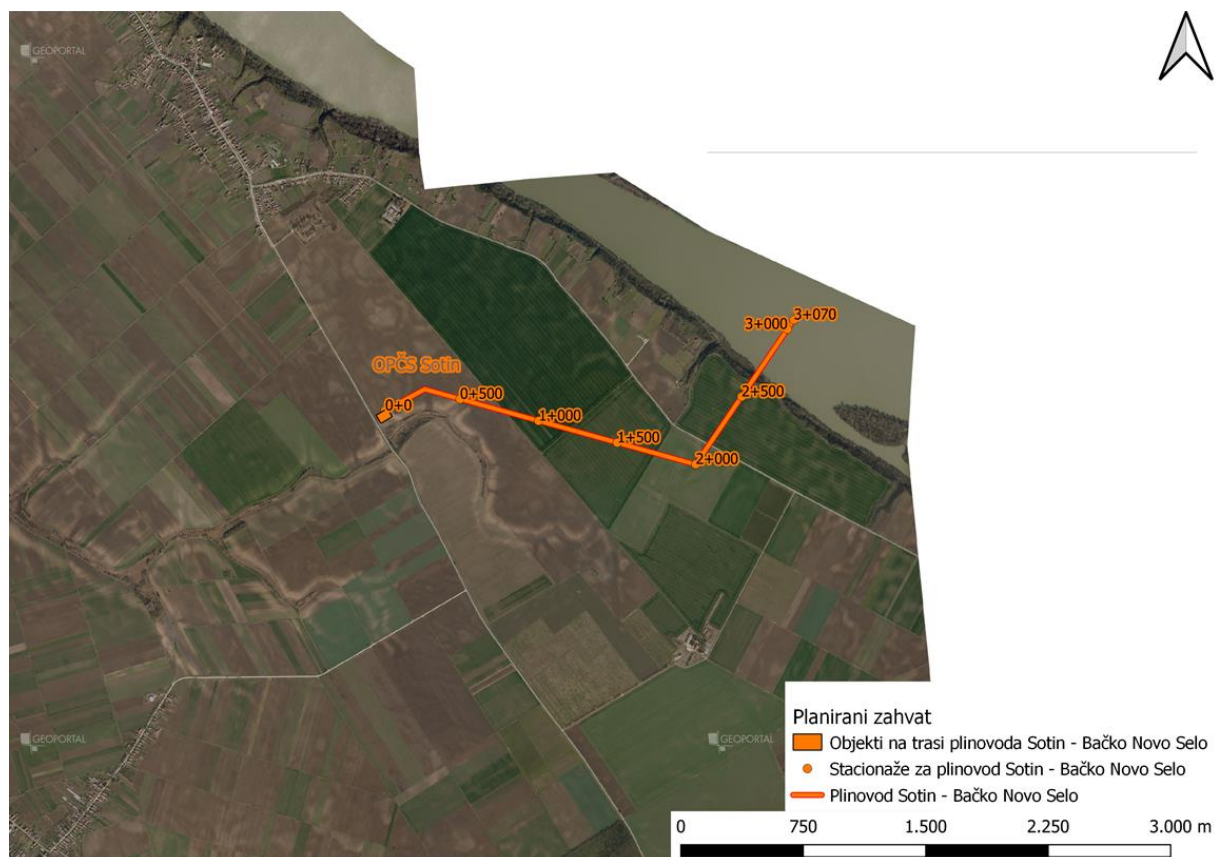 GEOPORTAL
3+070
3+000
OPČS Sotin
0+0
0+500
2+500
1+000
1+500
2+000
Planirani zahvat
Objekti na trasi plinovoda Sotin - Bačko Novo Selo
Stacionaže za plinovod Sotin - Bačko Novo Selo
Plinovod Sotin - Bačko Novo Selo
GEOPORTAL
GEOPORTAL
0 750 1.500 2.250 3.000 m